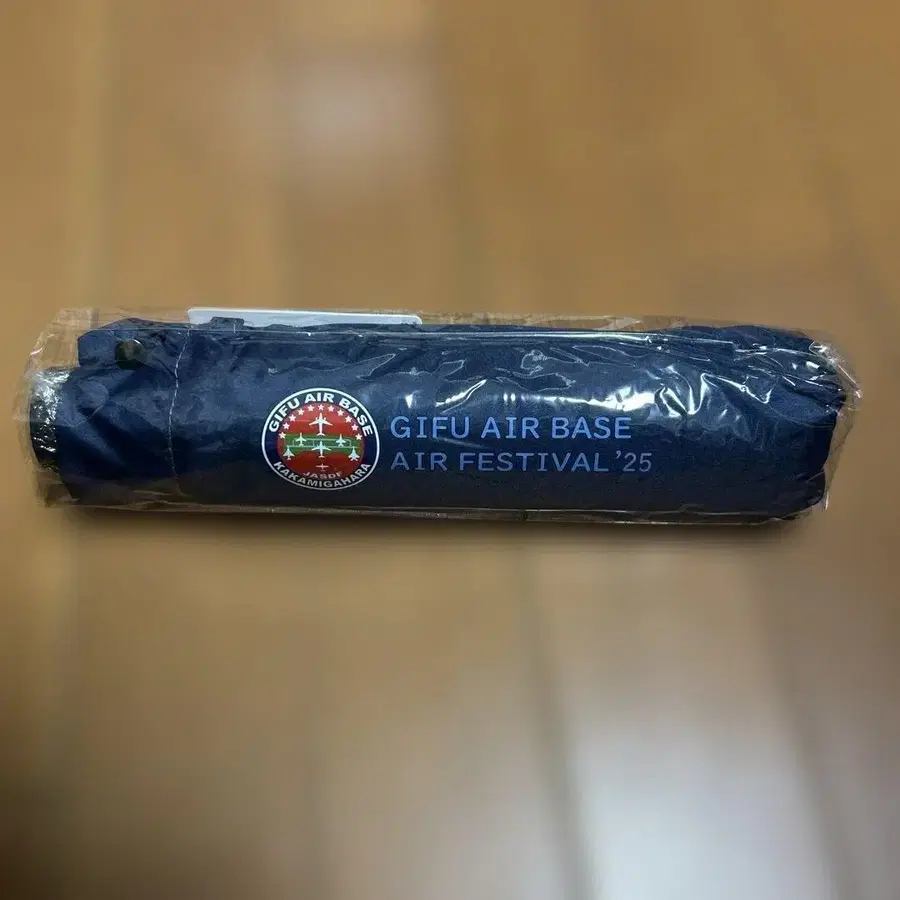 GIFU AIR BASE
JASDF
KAKAMIGAHARA
GIFU AIR BASE
AIR FESTIVAL '25